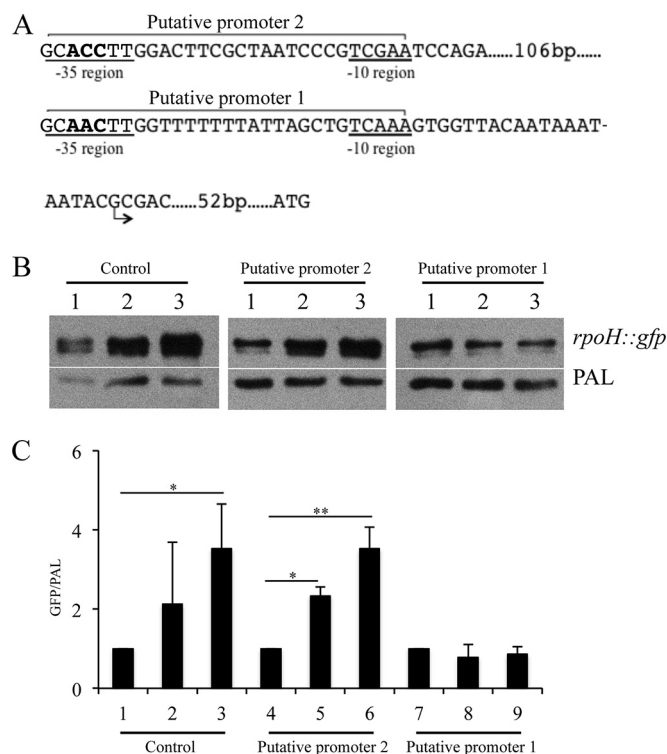 A
Putative promoter 2
GCACCTTGGACTTCGCTAATCCCGTCGAATCCAGA......106bp......
-35 region -10 region
Putative promoter 1
GCAACTTGGTTTTTTTATTAGCTGTCAAAGTGGTTACAATAAAT-
-35 region -10 region
AATACGCGAC......52bp......ATG
B
Control Putative promoter 2 Putative promoter 1
1 2 3 1 2 3 1 2 3
rpoH::gfp
PAL
C
6
4
2
0
GFP/PAL
* * **
1 2 3 4 5 6 7 8 9
Control Putative promoter 2 Putative promoter 1